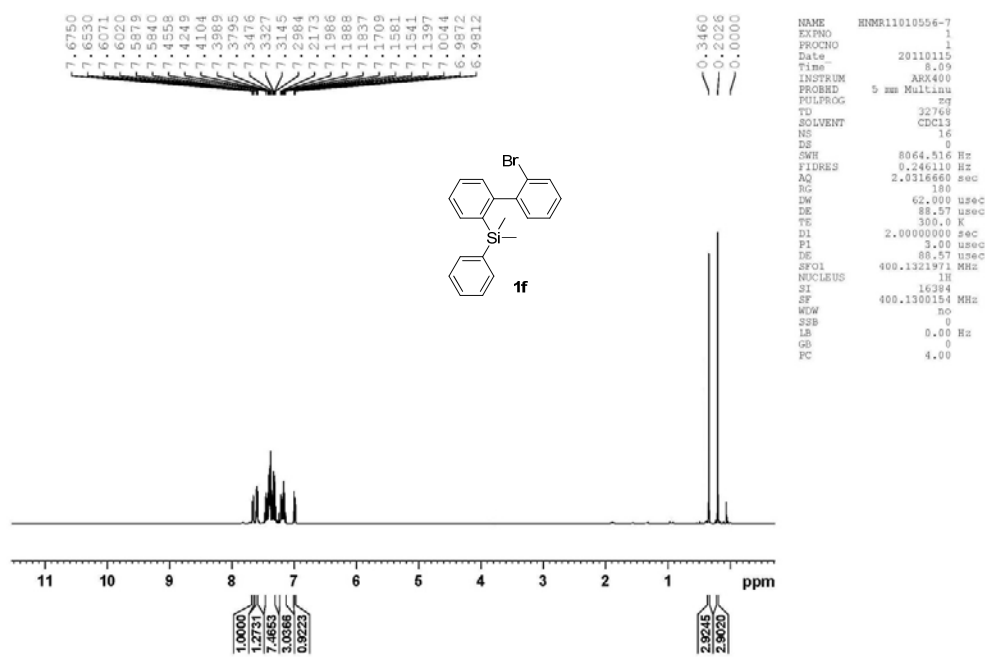 7.6750
7.6530
7.6071
7.6020
7.5879
7.5840
7.4558
7.4249
7.4104
7.3989
7.3795
7.3476
7.3327
7.3145
7.2984
7.2173
7.1986
7.1888
7.1837
7.1709
7.1581
7.1541
7.1397
7.0044
6.9872
6.9812
0.3460
0.2026
0.0000
NAME HNMR11010556-7
EXPNO 1
PROCNO 1
Date_ 20110115
Time 8.09
INSTRUM ARX400
PROBHD 5 mm Multinu
PULPROG zg
TD 32768
SOLVENT CDCl3
NS 16
DS 0
SWH 8064.516 Hz
FIDRES 0.246110 Hz
AQ 2.0316660 sec
RG 180
DW 62.000 usec
DE 88.57 usec
TE 300.0 K
D1 2.00000000 sec
P1 3.00 usec
DE 88.57 usec
SFO1 400.1321971 MHz
NUCLEUS 1H
SI 16384
SF 400.1300154 MHz
WDW no
SSB 0
LB 0.00 Hz
GB 0
PC 4.00
Br
Si
1f
11 10 9 8 7 6 5 4 3 2 1 ppm
1.0000
1.2731
7.4653
3.0366
0.9223
2.9245
2.9020